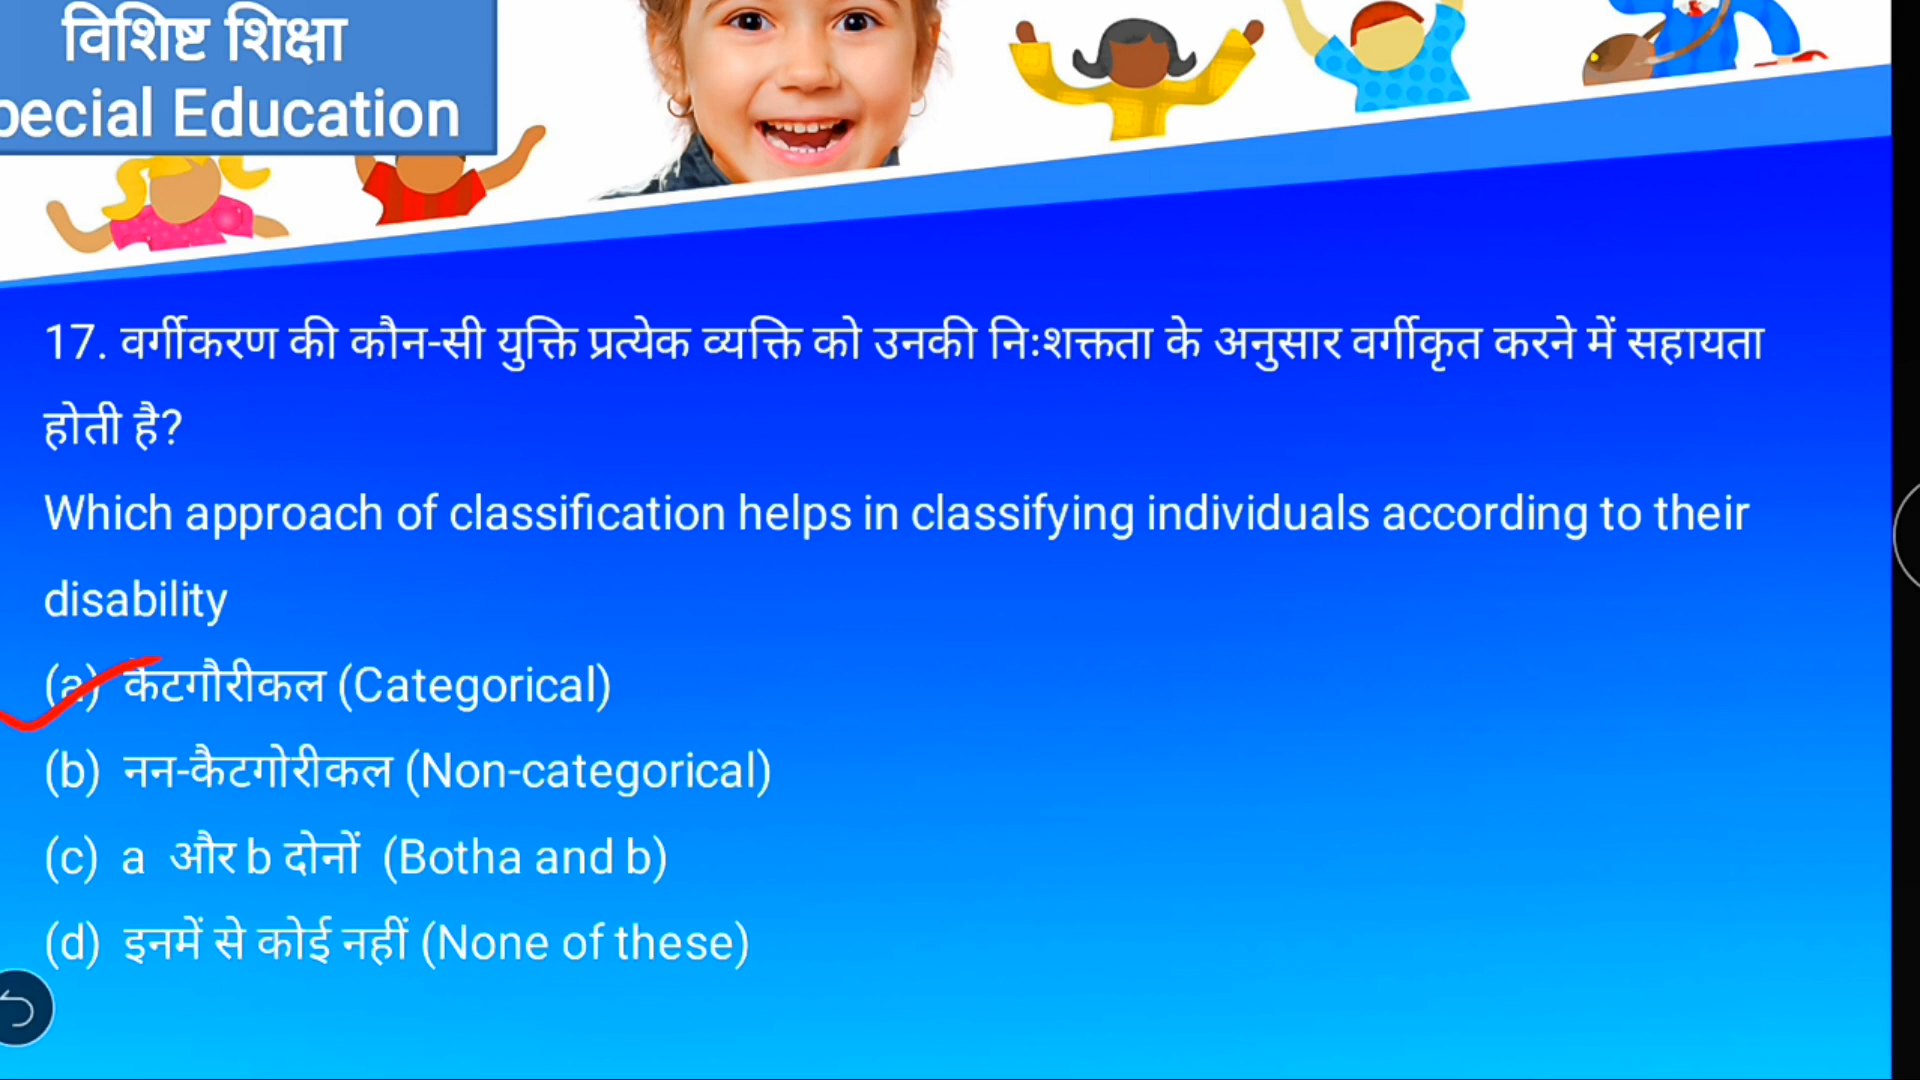 विशिष्ट शिक्षा
pecial Education
17. वर्गीकरण की कौन-सी युक्ति प्रत्येक व्यक्ति को उनकी निःशक्तता के अनुसार वर्गीकृत करने में सहायता
होती है?
Which approach of classification helps in classifying individuals according to their
disability
(a) कैटगौरीकल (Categorical)
(b) नन-कैटगोरीकल (Non-categorical)
(c) a और b दोनों (Botha and b)
(d) इनमें से कोई नहीं (None of these)